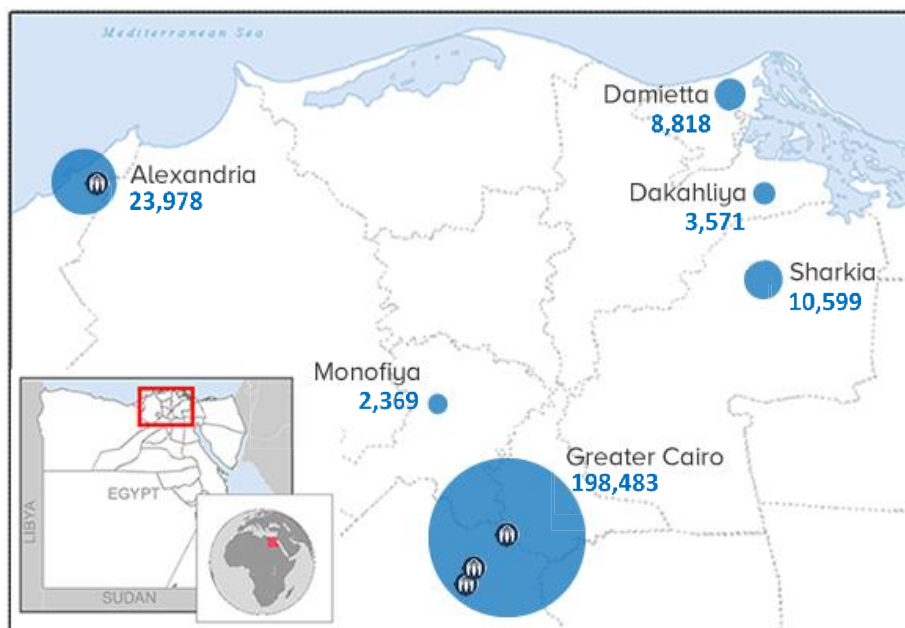 Mediterranean Sea
Damietta
8,818
Alexandria
23,978
Dakahliya
3,571
Sharkia
10,599
Monofiya
2,369
Greater Cairo
198,483
LIBYA
EGYPT
SUDAN